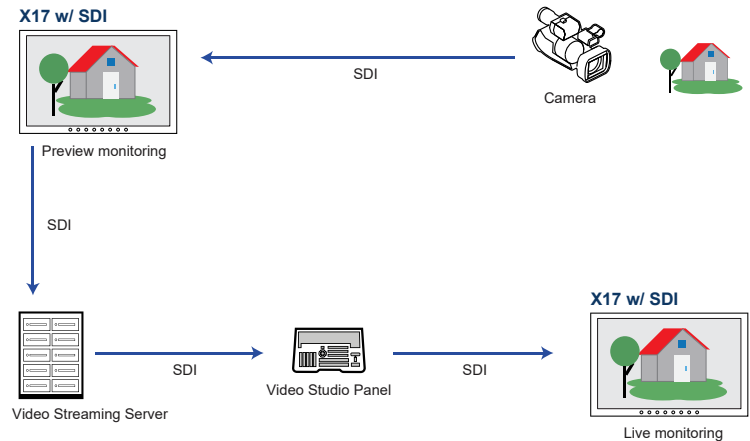 X17 w/ SDI
SDI
Camera
Preview monitoring
SDI
X17 w/ SDI
SDI
SDI
Video Streaming Server
Video Studio Panel
Live monitoring